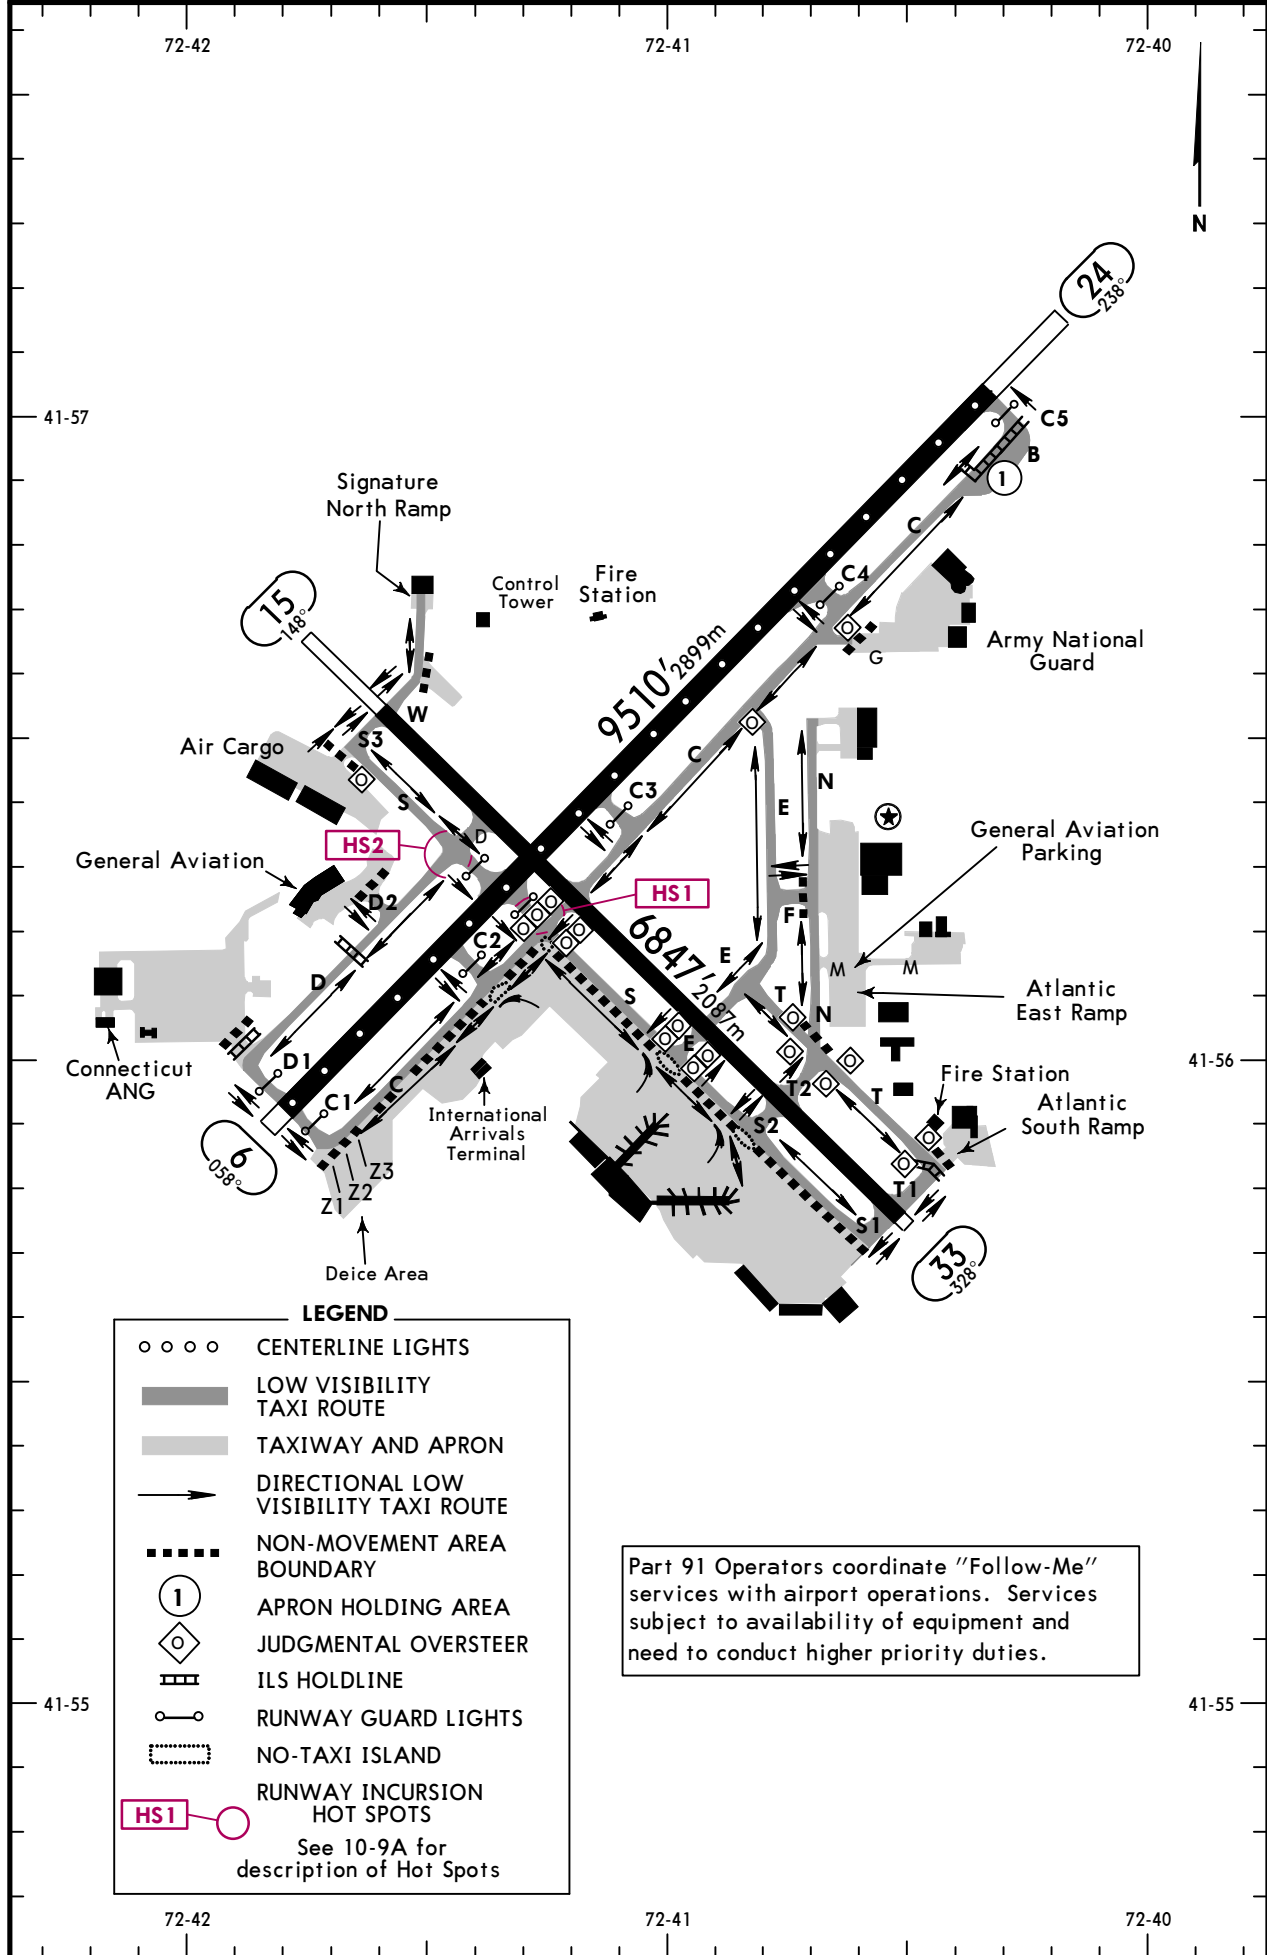 72-42
72-41
72-40
N
24
238°
41-57
C5
B
1
Signature
North Ramp
C
Control
Tower
Fire
Station
C4
15
148°
9510' 2899m
Army National
Guard
G
W
S3
Air Cargo
C
N
S
C3
E
D
HS2
General Aviation
Parking
General Aviation
HS1
D2
F
6847' 2087m
C2
E
M
M
D
S
T
N
Atlantic
East Ramp
E
41-56
D1
Connecticut
ANG
C
T2
T
Fire Station
C1
International
Arrivals
Terminal
S2
Atlantic
South Ramp
6
058°
Z3
Z2
Z1
T1
S1
33
328°
Deice Area
LEGEND
CENTERLINE LIGHTS
LOW VISIBILITY
TAXI ROUTE
TAXIWAY AND APRON
DIRECTIONAL LOW
VISIBILITY TAXI ROUTE
NON-MOVEMENT AREA
BOUNDARY
1
APRON HOLDING AREA
JUDGMENTAL OVERSTEER
ILS HOLDLINE
RUNWAY GUARD LIGHTS
NO-TAXI ISLAND
RUNWAY INCURSION
HOT SPOTS
HS1
See 10-9A for
description of Hot Spots
Part 91 Operators coordinate "Follow-Me"
services with airport operations. Services
subject to availability of equipment and
need to conduct higher priority duties.
41-55
41-55
72-42
72-41
72-40